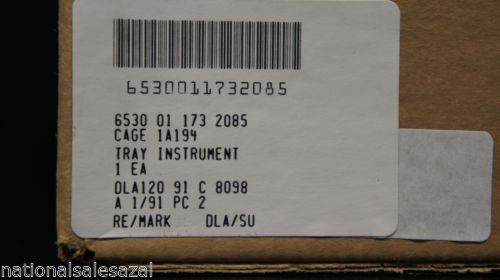 6530011732085
6530 01 173 2085
CAGE 1A194
TRAY INSTRUMENT
1 EA
DLA120 91 C 8098
A 1/91 PC 2
RE/MARK DLA/SU
nationalsalesazal